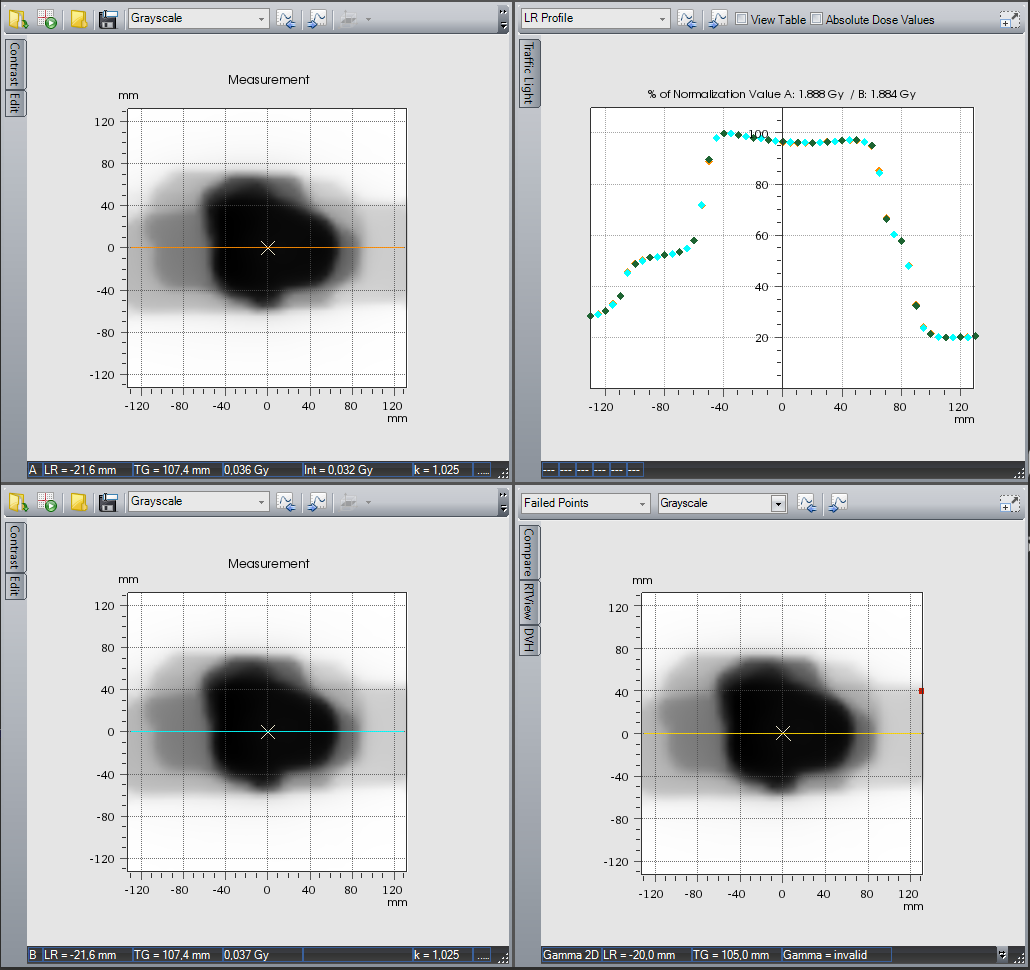 Grayscale
Contrast
Edit
Measurement
mm
120
80
40
0
-40
-80
-120
-120 -80 -40 0 40 80 120
mm
A LR = -21,6 mm TG = 107,4 mm 0,036 Gy Int = 0,032 Gy k = 1,025 .....
LR Profile View Table Absolute Dose Values
Traffic Light
% of Normalization Value A: 1.888 Gy / B: 1.884 Gy
100
80
60
40
20
-120 -80 -40 0 40 80 120
mm
--- --- --- --- --- ---
Grayscale
Contrast
Edit
Measurement
mm
120
80
40
0
-40
-80
-120
-120 -80 -40 0 40 80 120
mm
B LR = -21,6 mm TG = 107,4 mm 0,037 Gy k = 1,025 .....
Failed Points Grayscale
Compare
RTView
DVH
mm
120
80
40
0
-40
-80
-120
-120 -80 -40 0 40 80 120
mm
Gamma 2D LR = -20,0 mm TG = 105,0 mm Gamma = invalid